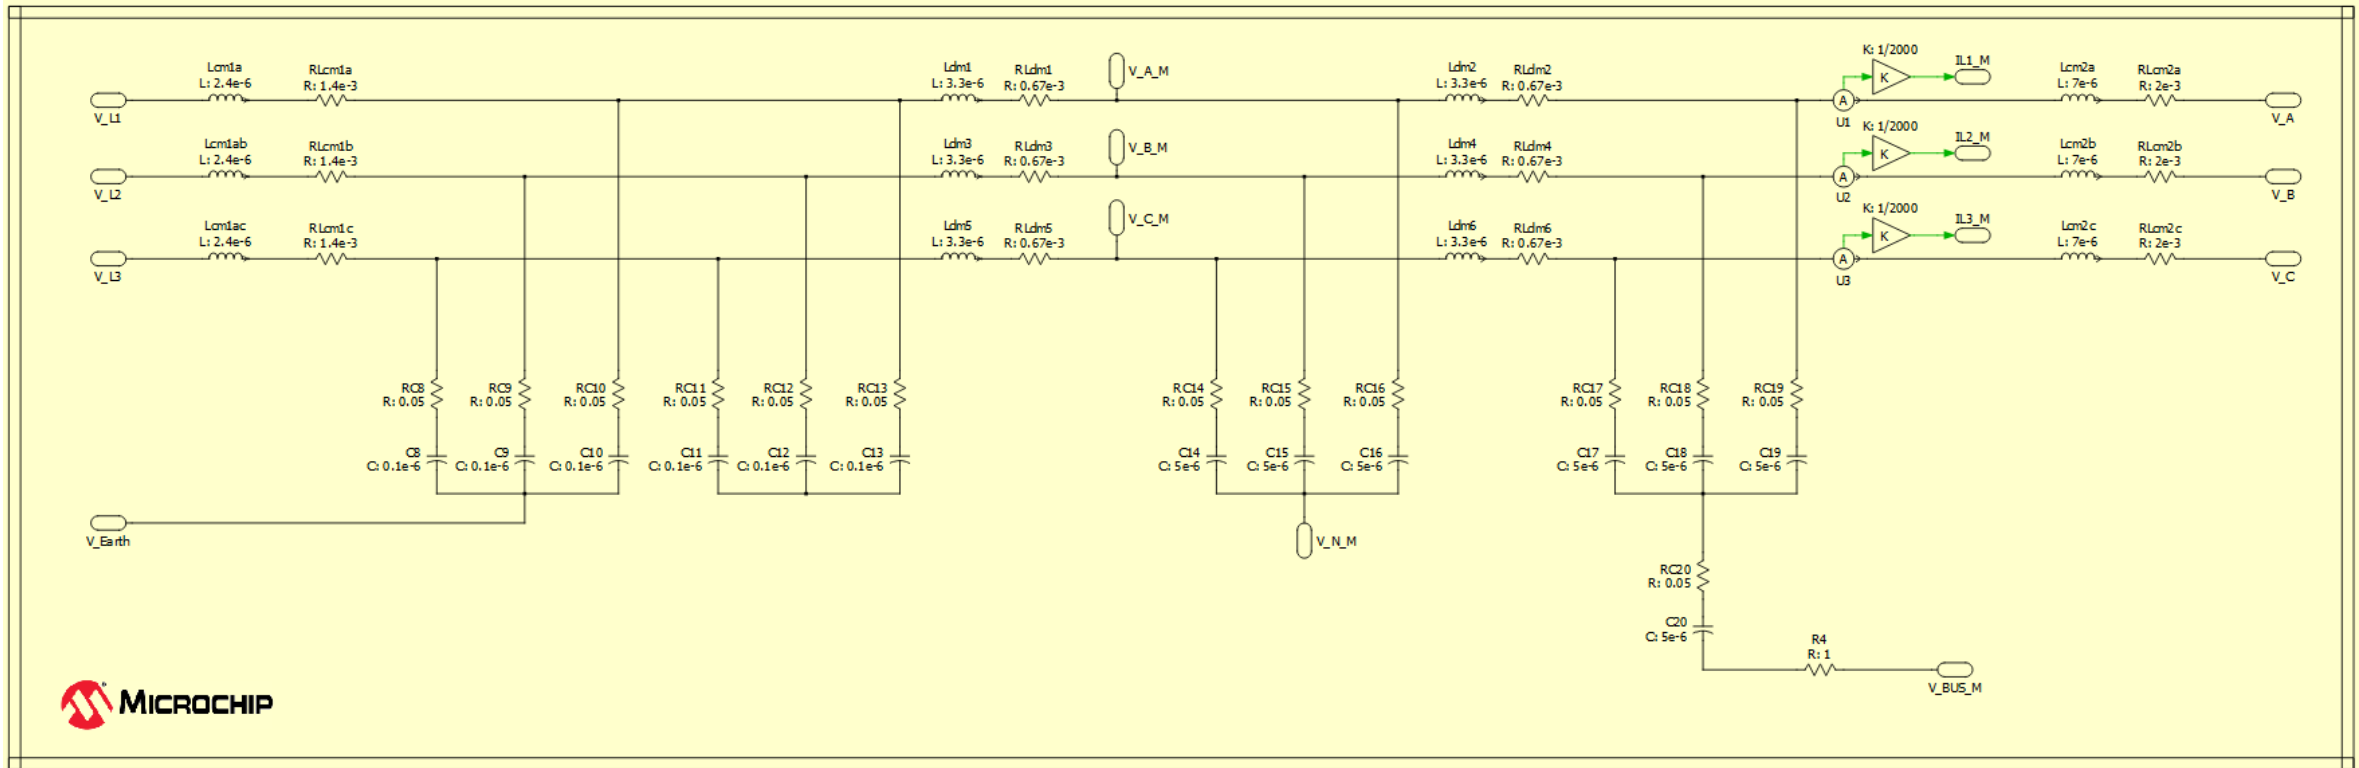 K: 1/2000
Lcm1a
L: 2.4e-6
RLcm1a
R: 1.4e-3
Ldm1
L: 3.3e-6
RLdm1
R: 0.67e-3
V_A_M
Ldm2
L: 3.3e-6
RLdm2
R: 0.67e-3
K
IL1_M
Lcm2a
L: 7e-6
RLcm2a
R: 2e-3
V_L1
A
U1
V_A
K: 1/2000
Lcm1ab
L: 2.4e-6
RLcm1b
R: 1.4e-3
Ldm3
L: 3.3e-6
RLdm3
R: 0.67e-3
V_B_M
Ldm4
L: 3.3e-6
RLdm4
R: 0.67e-3
K
IL2_M
Lcm2b
L: 7e-6
RLcm2b
R: 2e-3
V_L2
A
U2
V_B
K: 1/2000
Lcm1ac
L: 2.4e-6
RLcm1c
R: 1.4e-3
Ldm5
L: 3.3e-6
RLdm5
R: 0.67e-3
V_C_M
Ldm6
L: 3.3e-6
RLdm6
R: 0.67e-3
K
IL3_M
Lcm2c
L: 7e-6
RLcm2c
R: 2e-3
V_L3
A
U3
V_C
RC8
R: 0.05
RC9
R: 0.05
RC10
R: 0.05
RC11
R: 0.05
RC12
R: 0.05
RC13
R: 0.05
RC14
R: 0.05
RC15
R: 0.05
RC16
R: 0.05
RC17
R: 0.05
RC18
R: 0.05
RC19
R: 0.05
C8
C: 0.1e-6
C9
C: 0.1e-6
C10
C: 0.1e-6
C11
C: 0.1e-6
C12
C: 0.1e-6
C13
C: 0.1e-6
C14
C: 5e-6
C15
C: 5e-6
C16
C: 5e-6
C17
C: 5e-6
C18
C: 5e-6
C19
C: 5e-6
V_Earth
V_N_M
RC20
R: 0.05
C20
C: 5e-6
R4
R: 1
V_BUS_M
MICROCHIP